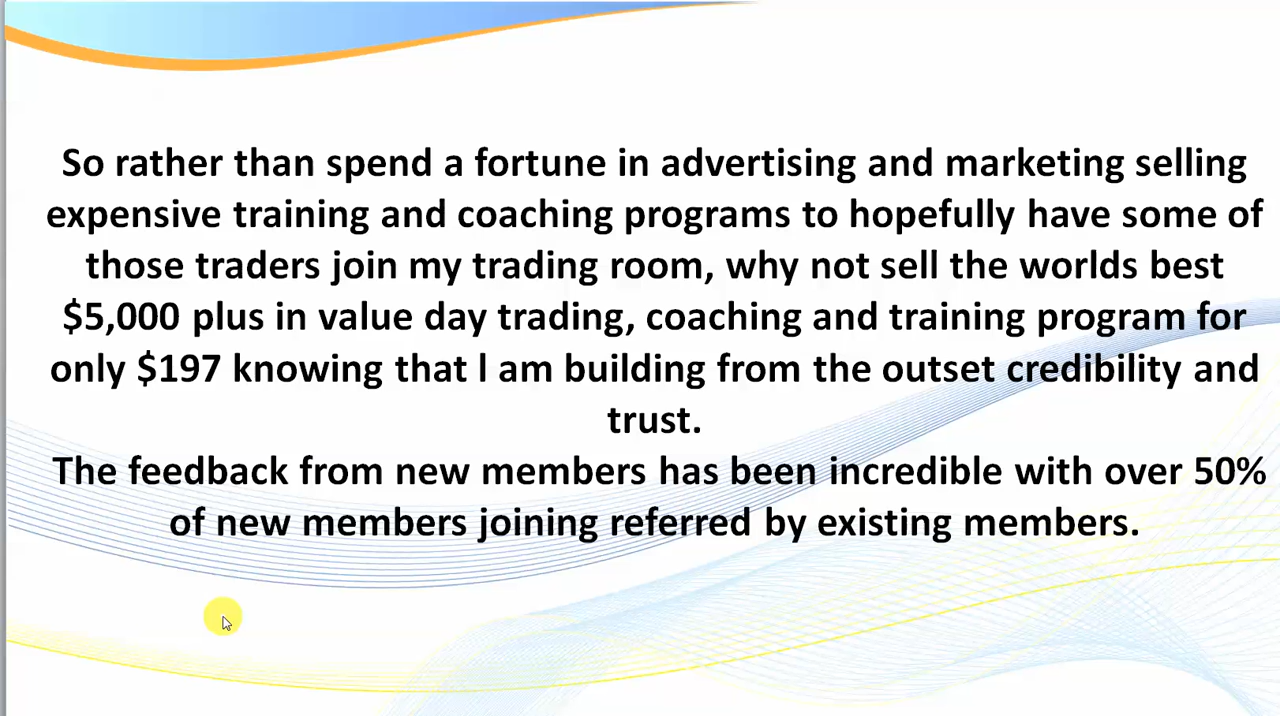 So rather than spend a fortune in advertising and marketing selling
expensive training and coaching programs to hopefully have some of
those traders join my trading room, why not sell the worlds best
$5,000 plus in value day trading, coaching and training program for
only $197 knowing that l am building from the outset credibility and
trust.
The feedback from new members has been incredible with over 50%
of new members joining referred by existing members.